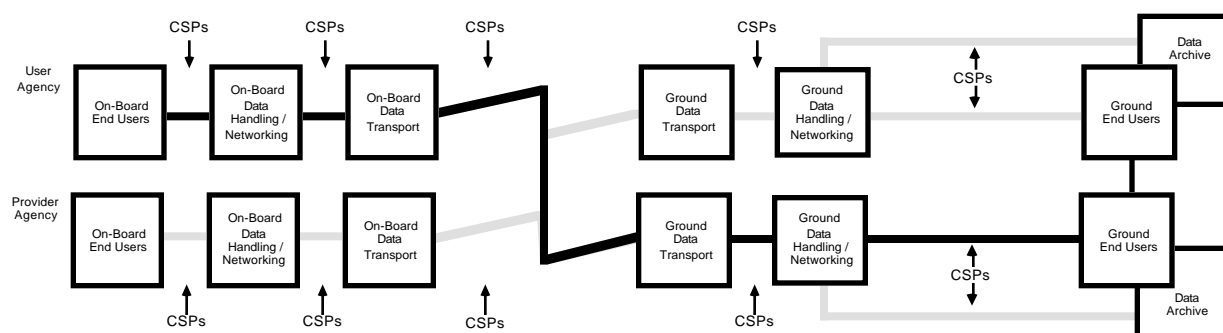 CSPs
CSPs
CSPs
CSPs
Data
Archive
CSPs
User
Agency
On-Board
End Users
On-Board
Data
Handling /
Networking
On-Board
Data
Transport
Ground
Data
Transport
Ground
Data
Handling /
Networking
Ground
End Users
Provider
Agency
On-Board
End Users
On-Board
Data
Handling /
Networking
On-Board
Data
Transport
Ground
Data
Transport
Ground
Data
Handling /
Networking
Ground
End Users
CSPs
Data
Archive
CSPs
CSPs
CSPs
CSPs